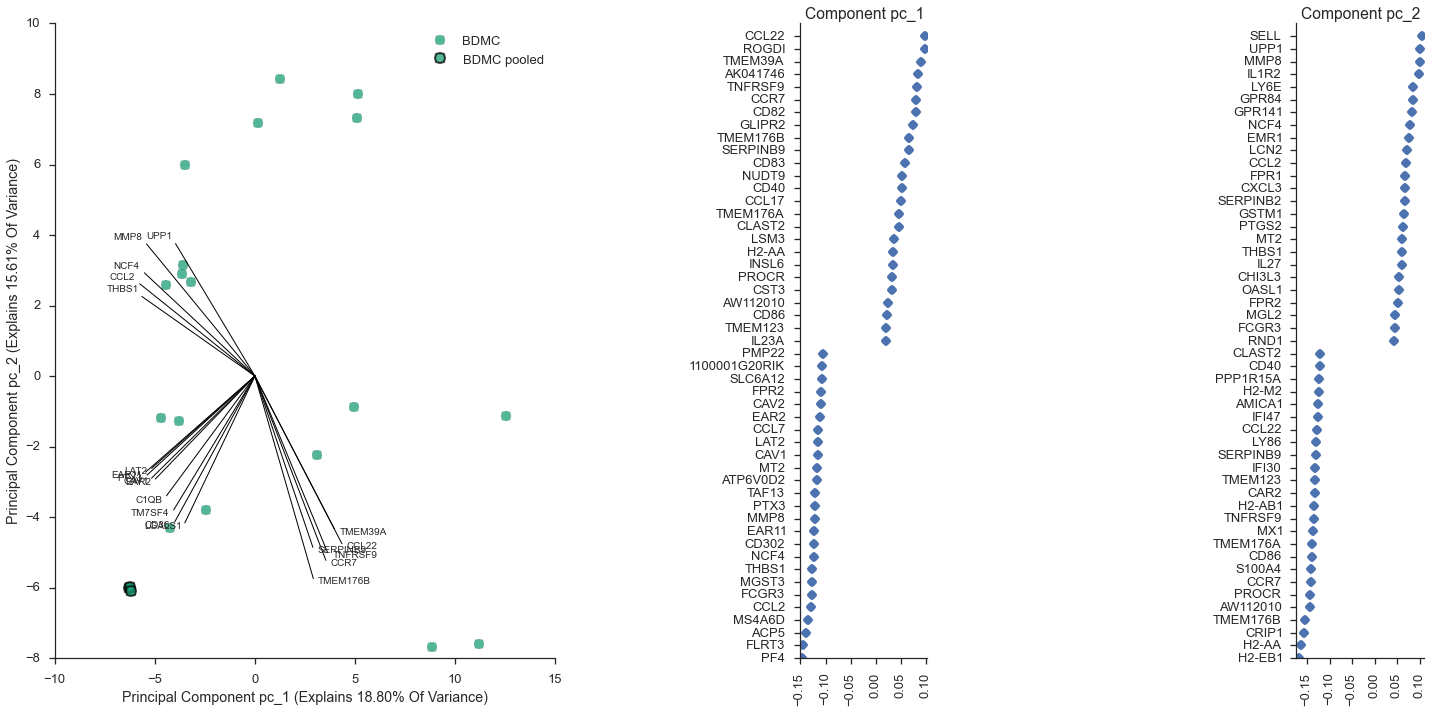 BDMC
BDMC pooled
10
8
6
4
2
0
−2
−4
−6
−8
−10
−5
0
5
10
15
Principal Component pc_2 (Explains 15.61% Of Variance)
Principal Component pc_1 (Explains 18.80% Of Variance)
MMP8
UPP1
NCF4
CCL2
THBS1
LAT2
CAR2
C1QB
TM7SF4
TMEM39A
CCL22
SERPINB9
TNFRSF9
CCR7
TMEM176B
Component pc_1
CCL22
ROGDI
TMEM39A
AK041746
TNFRSF9
CCR7
CD82
GLIPR2
TMEM176B
SERPINB9
CD83
NUDT9
CD40
CCL17
TMEM176A
CLAST2
LSM3
H2-AA
INSL6
PROCR
CST3
AW112010
CD86
TMEM123
IL23A
PMP22
1100001G20RIK
SLC6A12
FPR2
CAV2
EAR2
CCL7
LAT2
CAV1
MT2
ATP6V0D2
TAF13
PTX3
MMP8
EAR11
CD302
NCF4
THBS1
MGST3
FCGR3
CCL2
MS4A6D
ACP5
FLRT3
PF4
−0.15
−0.10
−0.05
0.00
0.05
0.10
Component pc_2
SELL
UPP1
MMP8
IL1R2
LY6E
GPR84
GPR141
NCF4
EMR1
LCN2
CCL2
FPR1
CXCL3
SERPINB2
GSTM1
PTGS2
MT2
THBS1
IL27
CHI3L3
OASL1
FPR2
MGL2
FCGR3
RND1
CLAST2
CD40
PPP1R15A
H2-M2
AMICA1
IFI47
CCL22
LY86
SERPINB9
IFI30
TMEM123
CAR2
H2-AB1
TNFRSF9
MX1
TMEM176A
CD86
S100A4
CCR7
PROCR
AW112010
TMEM176B
CRIP1
H2-AA
H2-EB1
−0.15
−0.10
−0.05
0.00
0.05
0.10